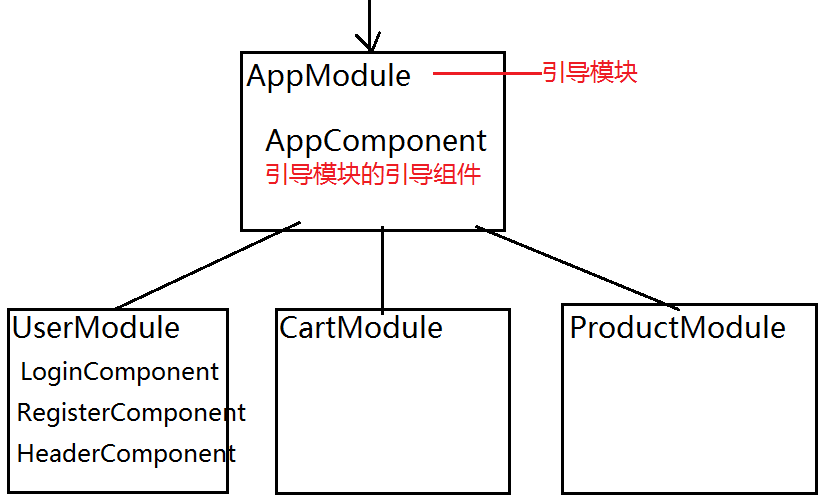 AppModule
引导模块
AppComponent
引导模块的引导组件
UserModule
LoginComponent
RegisterComponent
HeaderComponent
CartModule
ProductModule